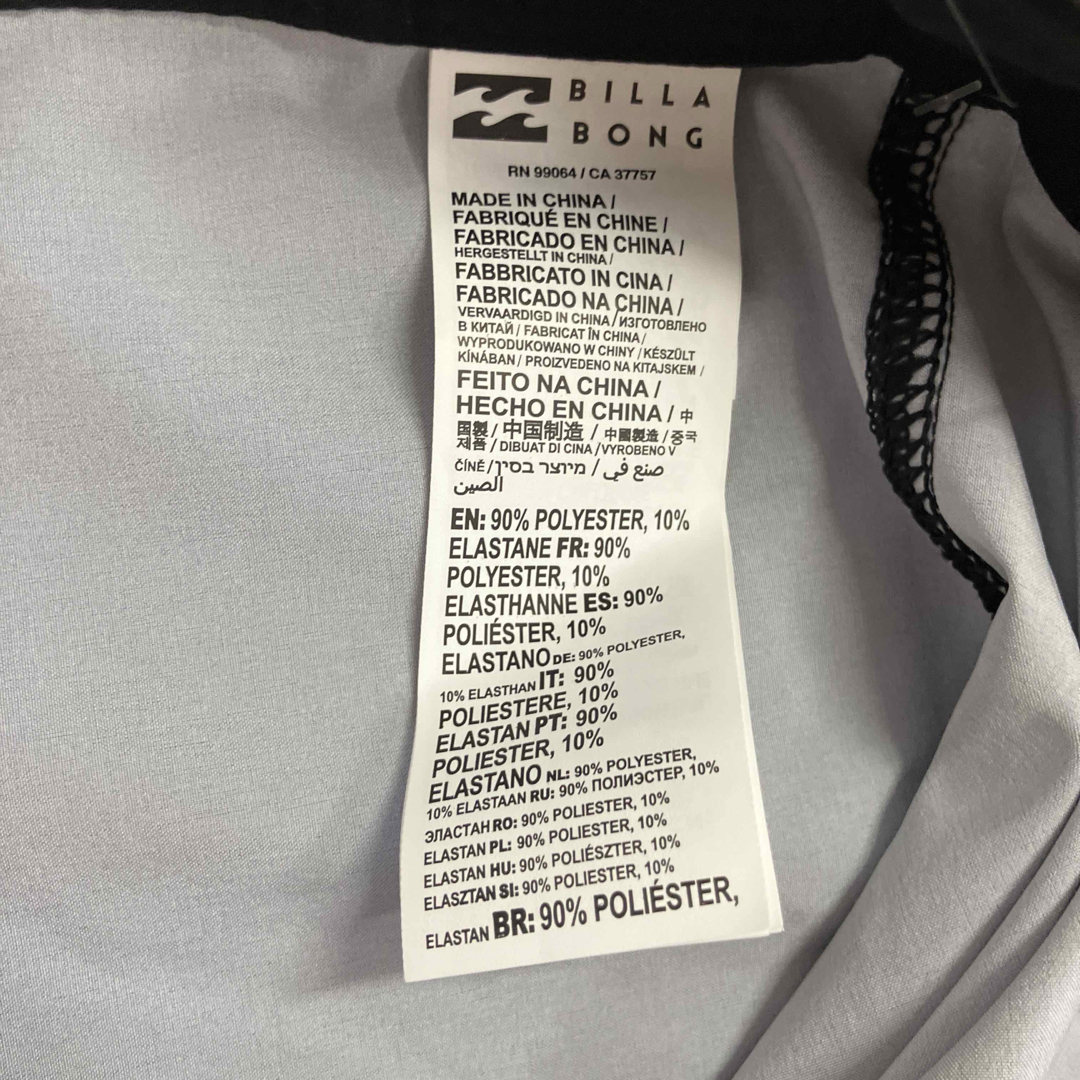 BILLA
BONG
RN 99064 / CA 37757
MADE IN CHINA /
FABRIQUÉ EN CHINE /
FABRICADO EN CHINA /
HERGESTELLT IN CHINA /
FABBRICATO IN CINA /
FABRICADO NA CHINA /
VERVAARDIGD IN CHINA / ИЗГОТОВЛЕНО
В КИТАЙ / FABRICAT ÎN CHINA /
WYPRODUKOWANO W CHINY / KÉSZÜLT
KÍNÁBAN / PROIZVEDENO NA KITAJSKEM /
FEITO NA CHINA /
HECHO EN CHINA / 中
国製 / 中国制造 / 中國製造 / 중국
제품 / DIBUAT DI CINA / VYROBENO V
ČÍNĚ / מיוצר בסין / صنع في
الصين
EN: 90% POLYESTER, 10%
ELASTANE FR: 90%
POLYESTER, 10%
ELASTHANNE ES: 90%
POLIÉSTER, 10%
ELASTANO DE: 90% POLYESTER,
10% ELASTHAN IT: 90%
POLIESTERE, 10%
ELASTAN PT: 90%
POLIESTER, 10%
ELASTANO NL: 90% POLYESTER,
10% ELASTAAN RU: 90% ПОЛИЭСТЕР, 10%
ЭЛАСТАН RO: 90% POLIESTER, 10%
ELASTAN PL: 90% POLIESTER, 10%
ELASTAN HU: 90% POLIÉSZTER, 10%
ELASZTAN SI: 90% POLIESTER, 10%
ELASTAN BR: 90% POLIÉSTER,